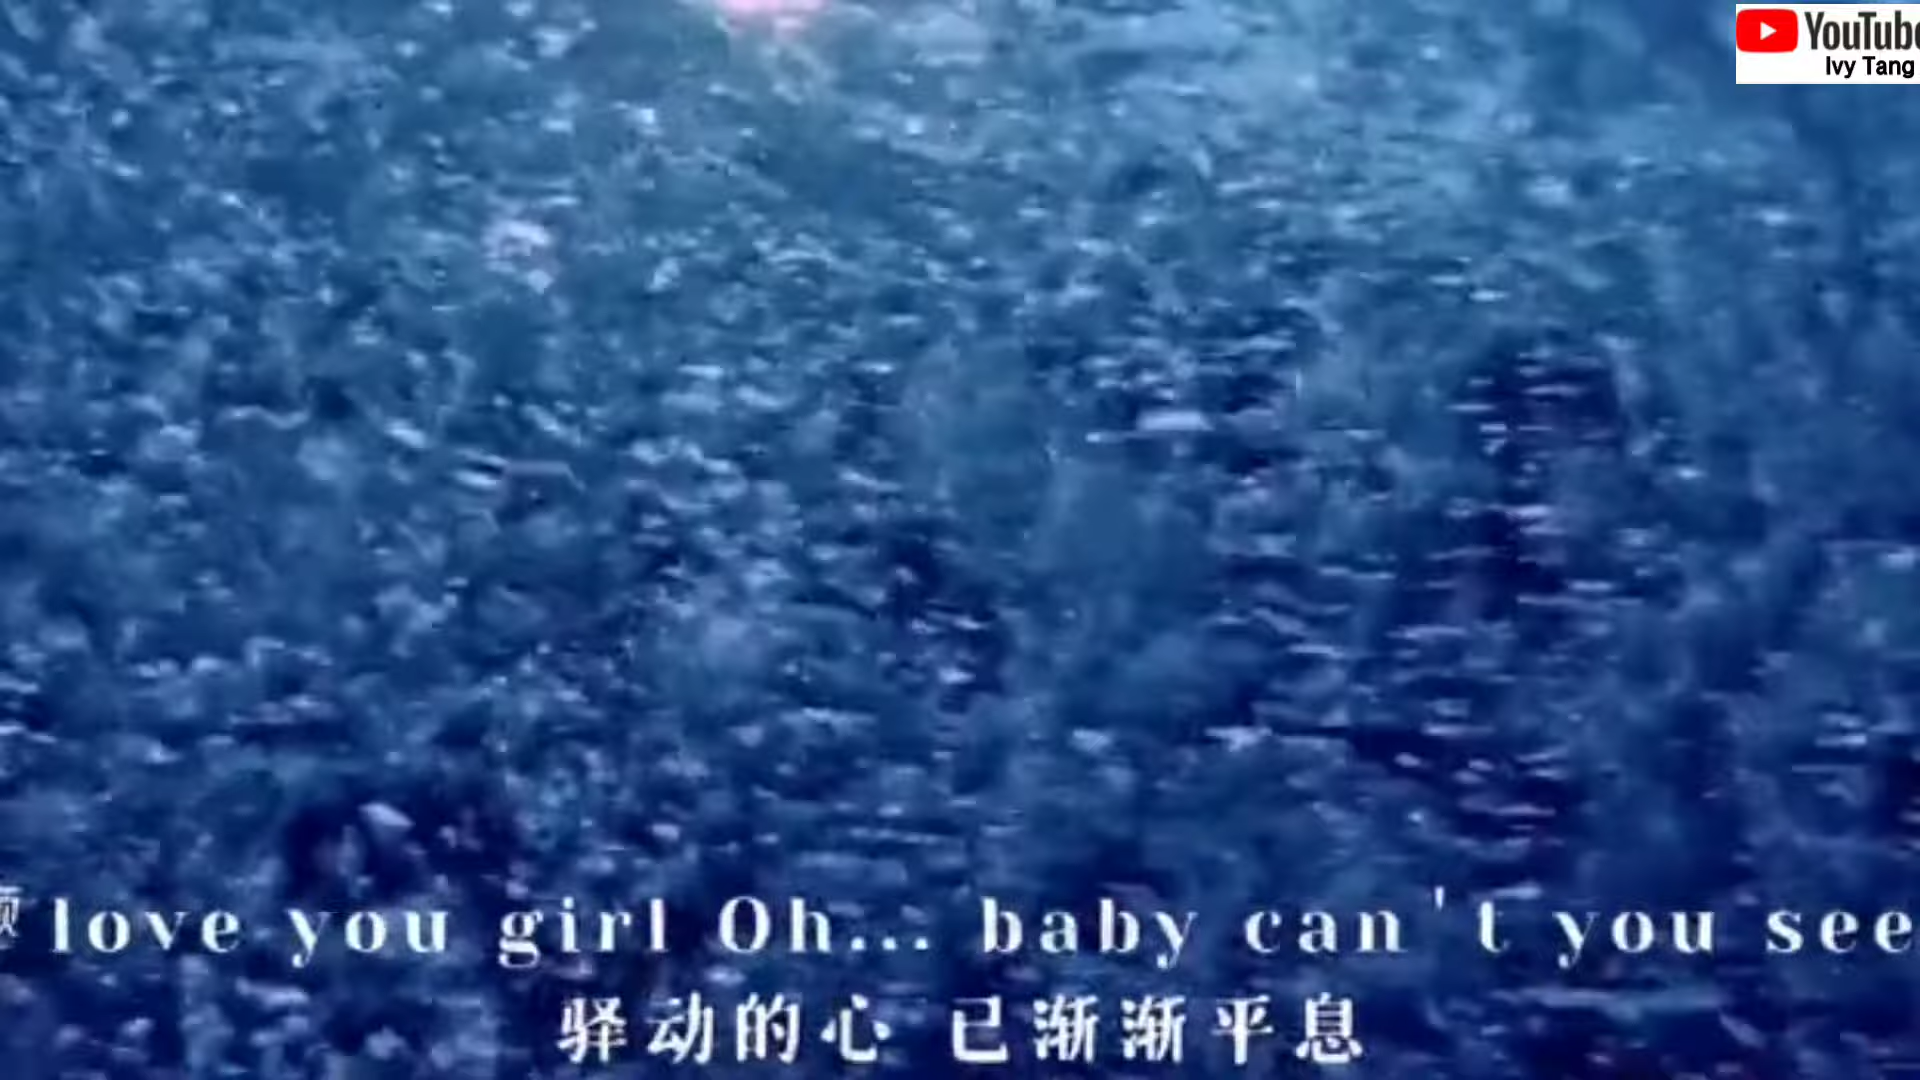 YouTube
Ivy Tang
love you girl Oh... baby can't you see
驿动的心 已渐渐平息